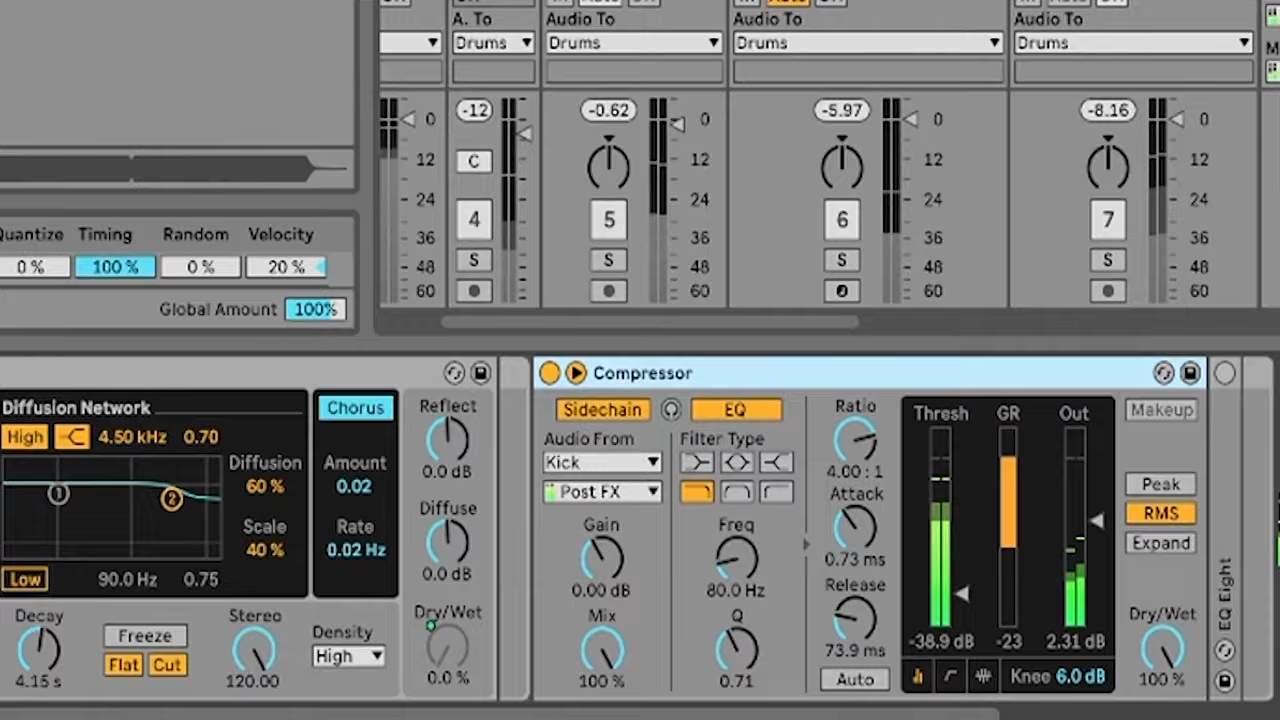 A. To
Audio To
Audio To
Audio To
Drums
Drums
Drums
Drums
-12
-0.62
-5.97
-8.16
0
0
0
0
C
12
12
12
12
24
24
24
24
4
5
6
7
36
36
36
36
S
S
S
S
48
48
48
48
60
60
60
60
Quantize Timing Random Velocity
0 % 100 % 0 % 20 %
Global Amount 100%
Diffusion Network
High 4.50 kHz 0.70
1
2
Diffusion
60 %
Scale
40 %
Low 90.0 Hz 0.75
Chorus
Amount
0.02
Rate
0.02 Hz
Reflect
0.0 dB
Diffuse
0.0 dB
Dry/Wet
0.0 %
Decay
4.15 s
Freeze
Flat Cut
Stereo
120.00
Density
High
Compressor
Sidechain EQ
Audio From
Kick
Post FX
Gain
0.00 dB
Mix
100 %
Filter Type
Freq
80.0 Hz
Q
0.71
Ratio
4.00 : 1
Attack
0.73 ms
Release
73.9 ms
Auto
Thresh GR Out
-38.9 dB -23 2.31 dB
Knee 6.0 dB
Makeup
Peak
RMS
Expand
Dry/Wet
100 %
EQ Eight